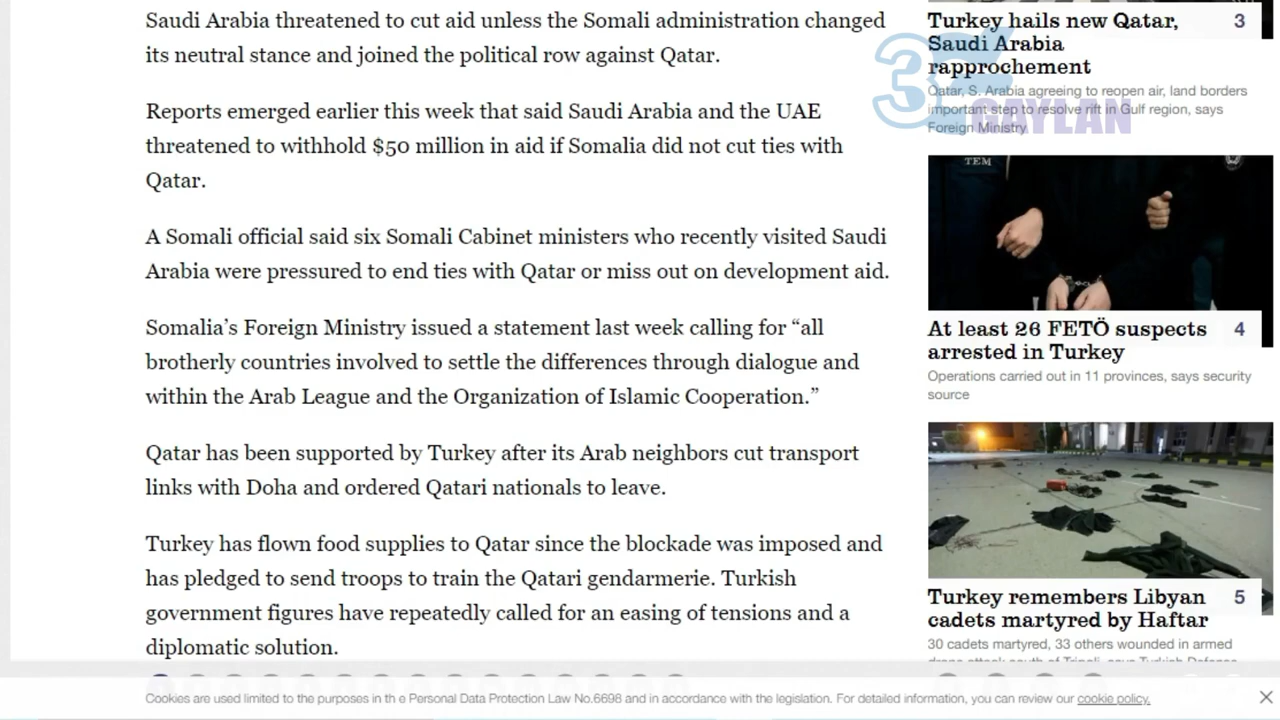 Saudi Arabia threatened to cut aid unless the Somali administration changed
its neutral stance and joined the political row against Qatar.
Reports emerged earlier this week that said Saudi Arabia and the UAE
threatened to withhold $50 million in aid if Somalia did not cut ties with
Qatar.
A Somali official said six Somali Cabinet ministers who recently visited Saudi
Arabia were pressured to end ties with Qatar or miss out on development aid.
Somalia’s Foreign Ministry issued a statement last week calling for “all
brotherly countries involved to settle the differences through dialogue and
within the Arab League and the Organization of Islamic Cooperation.”
Qatar has been supported by Turkey after its Arab neighbors cut transport
links with Doha and ordered Qatari nationals to leave.
Turkey has flown food supplies to Qatar since the blockade was imposed and
has pledged to send troops to train the Qatari gendarmerie. Turkish
government figures have repeatedly called for an easing of tensions and a
diplomatic solution.
Turkey hails new Qatar, 3
Saudi Arabia
rapprochement
Qatar, S. Arabia agreeing to reopen air, land borders
important step to resolve rift in Gulf region, says
Foreign Ministry
GAYLAN
TEM
At least 26 FETÖ suspects 4
arrested in Turkey
Operations carried out in 11 provinces, says security
source
Turkey remembers Libyan 5
cadets martyred by Haftar
30 cadets martyred, 33 others wounded in armed
drone attack south of Tripoli, says Turkish Defense
Cookies are used limited to the purposes in th e Personal Data Protection Law No.6698 and in accordance with the legislation. For detailed information, you can review our cookie policy.